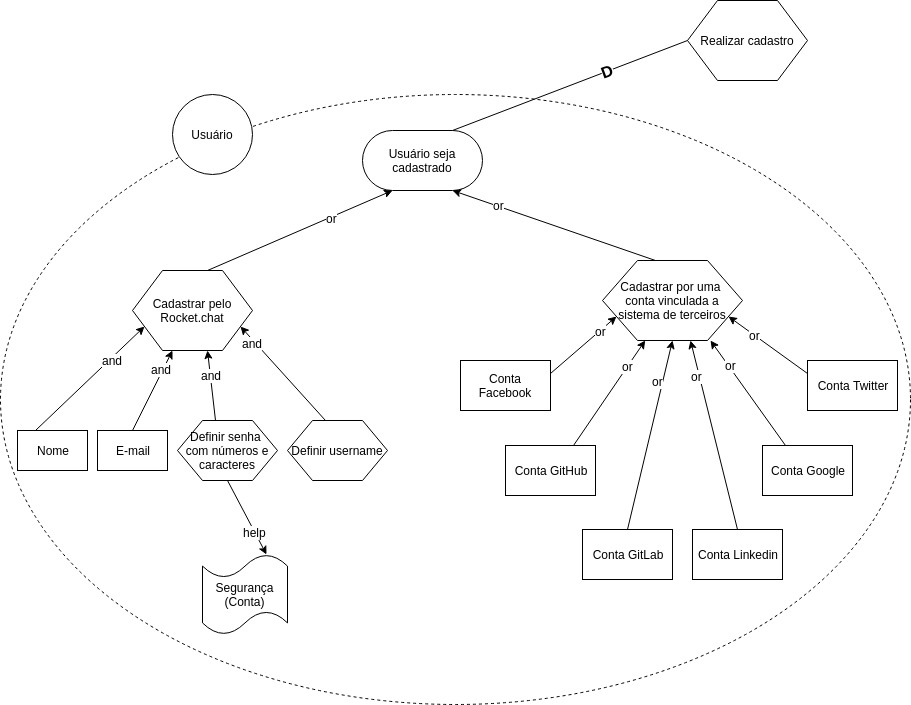 Realizar cadastro
D
Usuário
Usuário seja
cadastrado
or
or
Cadastrar pelo
Rocket.chat
Cadastrar por uma
conta vinculada a
sistema de terceiros
and
and
and
and
or
or
or
or
or
or
Conta
Facebook
Conta Twitter
Nome
E-mail
Definir senha
com números e
caracteres
Definir username
Conta GitHub
Conta Google
help
Conta GitLab
Conta Linkedin
Segurança
(Conta)